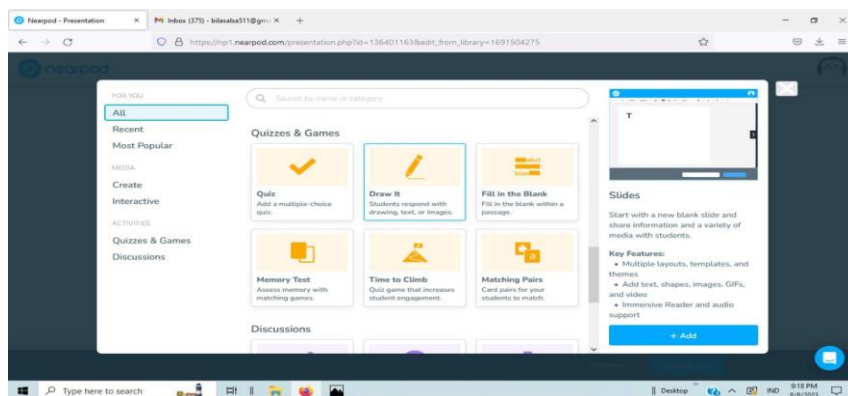 Nearpod - Presentation
Inbox (375) - bilasalsa511@gm
https://np1.nearpod.com/presentation.php?id=136401163&edit_from_library=1691504275
nearpod
FOR YOU
All
Recent
Most Popular
MEDIA
Create
Interactive
ACTIVITIES
Quizzes & Games
Discussions
Search by name or category
Quizzes & Games
Quiz
Add a multiple-choice
quiz.
Draw It
Students respond with
drawing, text, or images.
Fill in the Blank
Fill in the blank within a
passage.
Memory Test
Assess memory with
matching games.
Time to Climb
Quiz game that increases
student engagement.
Matching Pairs
Card pairs for your
students to match.
Discussions
T
Slides
Start with a new blank slide and
share information and a variety of
media with students.
Key Features:
• Multiple layouts, templates, and
themes
• Add text, shapes, images, GIFs,
and video
• Immersive Reader and audio
support
+ Add
Type here to search
Desktop
IND
9:18 PM